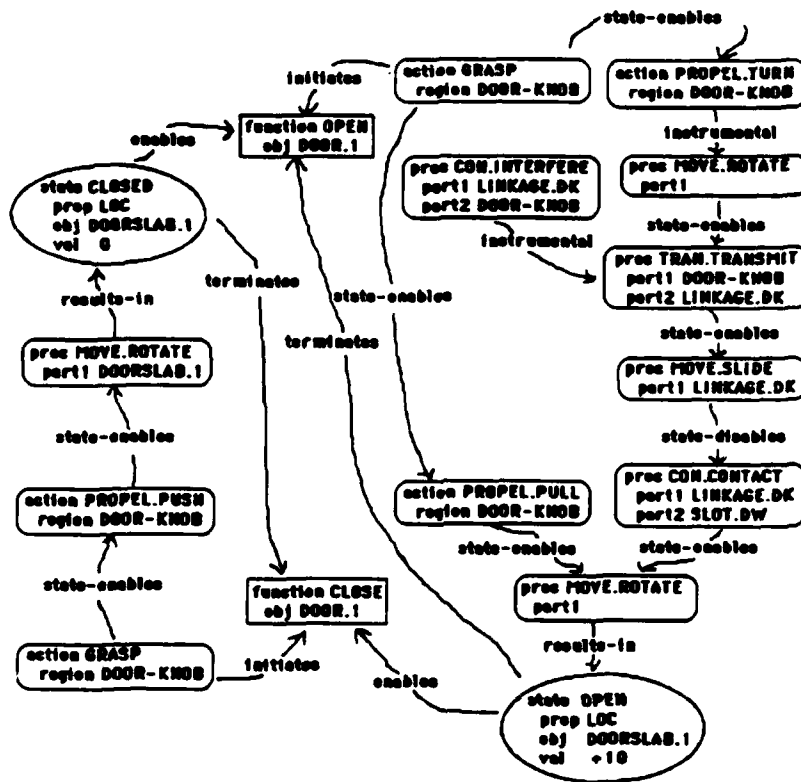 state-enables
action GRASP
region DOOR-KNOB
action PROPEL.TURN
region DOOR-KNOB
initiates
function OPEN
obj DOOR.1
enables
instrumental
proc CON.INTERFERE
part1 LINKAGE.DK
part2 DOOR-KNOB
proc MOVE.ROTATE
part1
state CLOSED
prop LOC
obj DOORSLAB.1
val 0
state-enables
instrumental
proc TRAN.TRANSMIT
part1 DOOR-KNOB
part2 LINKAGE.DK
terminates
state-enables
results-in
terminates
state-enables
proc MOVE.ROTATE
part1 DOORSLAB.1
proc MOVE.SLIDE
part1 LINKAGE.DK
state-enables
state-disables
action PROPEL.PUSH
region DOOR-KNOB
action PROPEL.PULL
region DOOR-KNOB
proc CON.CONTACT
part1 LINKAGE.DK
part2 SLOT.DW
state-enables
state-enables
state-enables
function CLOSE
obj DOOR.1
proc MOVE.ROTATE
part1
action GRASP
region DOOR-KNOB
initiates
enables
results-in
state OPEN
prop LOC
obj DOORSLAB.1
val +10